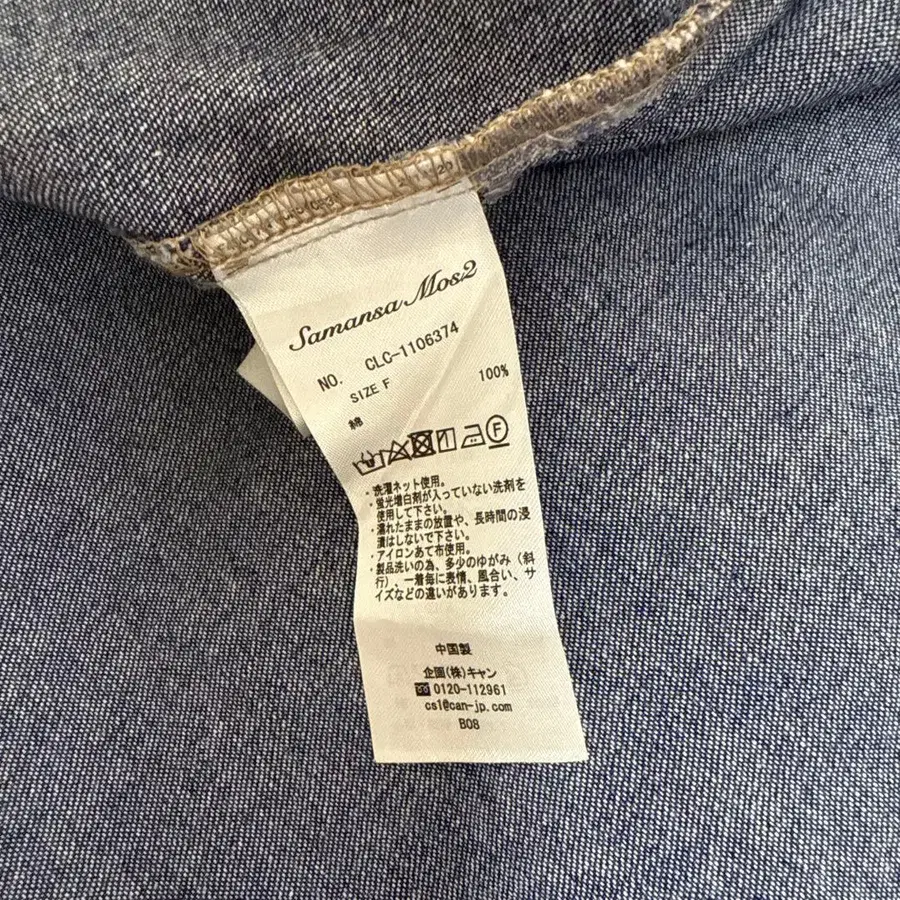 Samansa Mos2
NO. CLC-1106374
SIZE F
綿 100%
F
・洗濯ネット使用。
・蛍光増白剤が入っていない洗剤を
使用して下さい。
・濡れたままの放置や、長時間の浸
漬はしないで下さい。
・アイロンあて布使用。
・製品洗いの為、多少のゆがみ（斜
行）、一着毎に表情、風合い、サ
イズなどの違いがあります。
中国製
企画(株)キャン
0120-112961
cs1@can-jp.com
B08